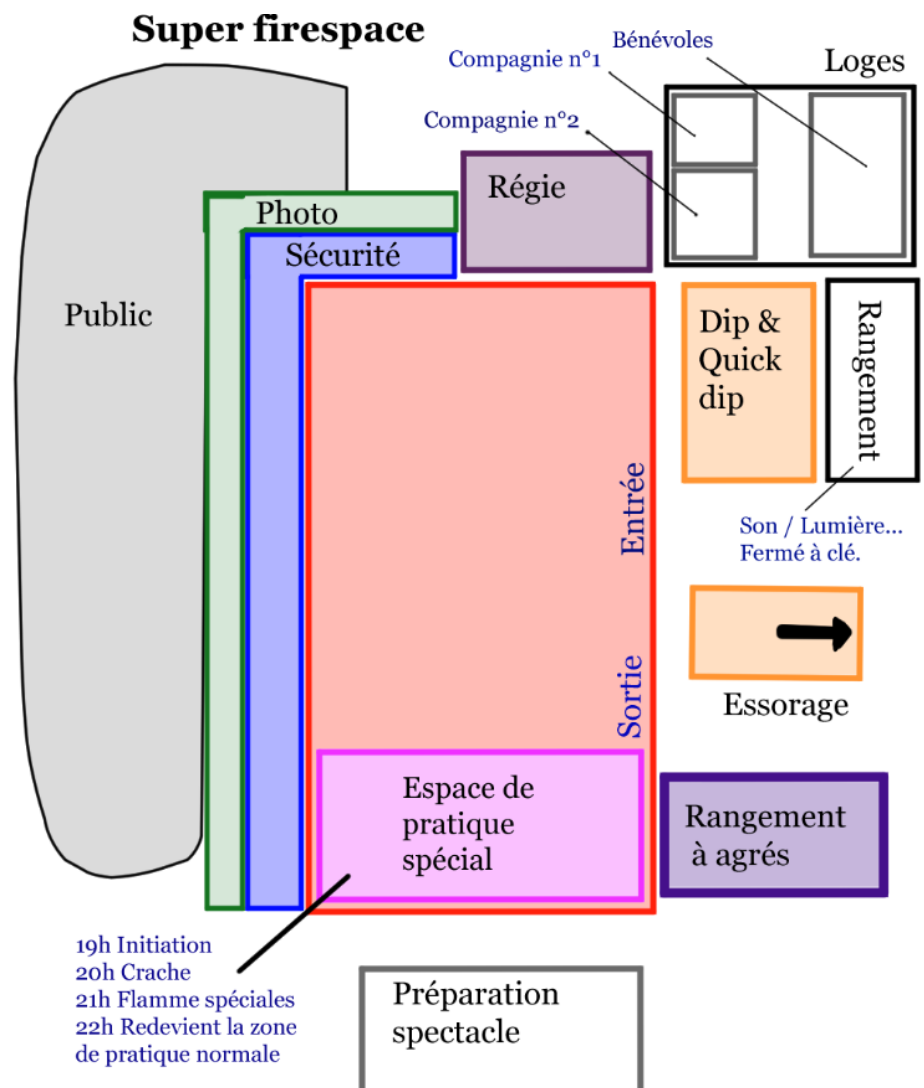 Super firespace
Bénévoles
Compagnie n°1
Loges
Compagnie n°2
Régie
Photo
Sécurité
Public
Dip &
Quick
dip
Rangement
Son / Lumière...
Fermé à clé.
Entrée
Sortie
Essorage
Espace de
pratique
spécial
Rangement
à agrés
19h Initiation
20h Crache
21h Flamme spéciales
22h Redevient la zone
de pratique normale
Préparation
spectacle